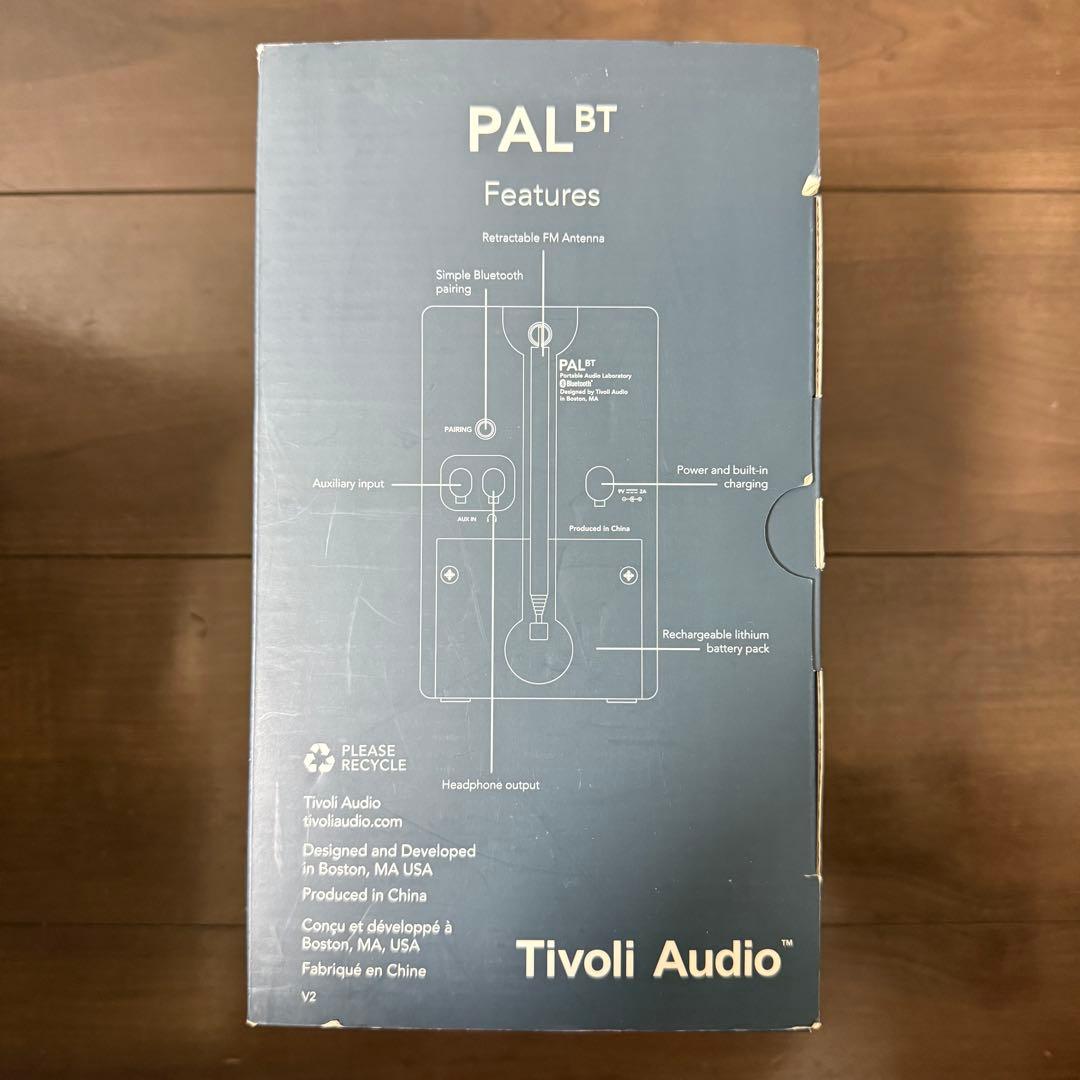 PAL BT
Features
Retractable FM Antenna
Simple Bluetooth
pairing
PAL BT
Portable Audio Laboratory
Bluetooth®
Designed by Tivoli Audio
in Boston, MA
PAIRING
Auxiliary input
Power and built-in
charging
9V 2A
AUX IN
Produced in China
Rechargeable lithium
battery pack
Headphone output
PLEASE
RECYCLE
Tivoli Audio
tivoliaudio.com
Designed and Developed
in Boston, MA USA
Produced in China
Conçu et développé à
Boston, MA, USA
Fabriqué en Chine
V2
Tivoli Audio™